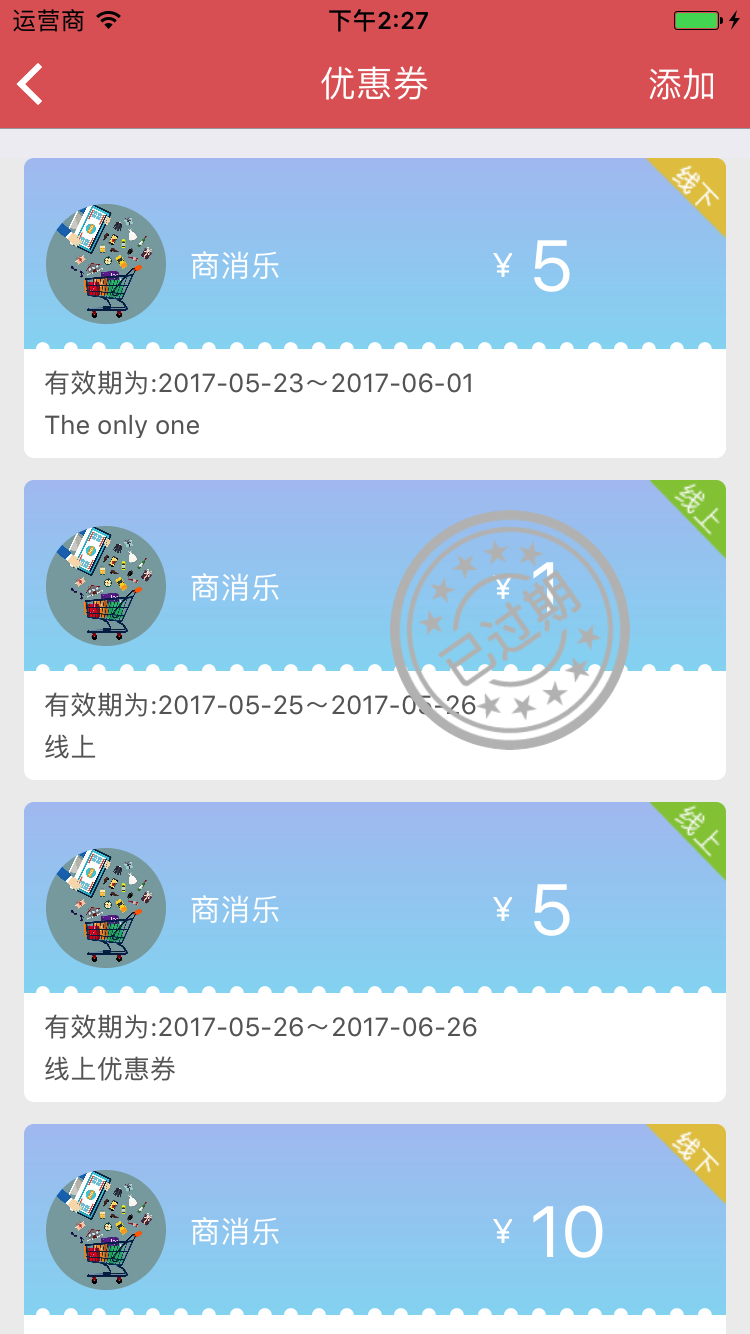 运营商 下午2:27
优惠券 添加
线下
商消乐 ¥ 5
有效期为:2017-05-23～2017-06-01
The only one
线上
商消乐 ¥ 1
已过期
有效期为:2017-05-25～2017-05-26
线上
线上
商消乐 ¥ 5
有效期为:2017-05-26～2017-06-26
线上优惠券
线下
商消乐 ¥ 10